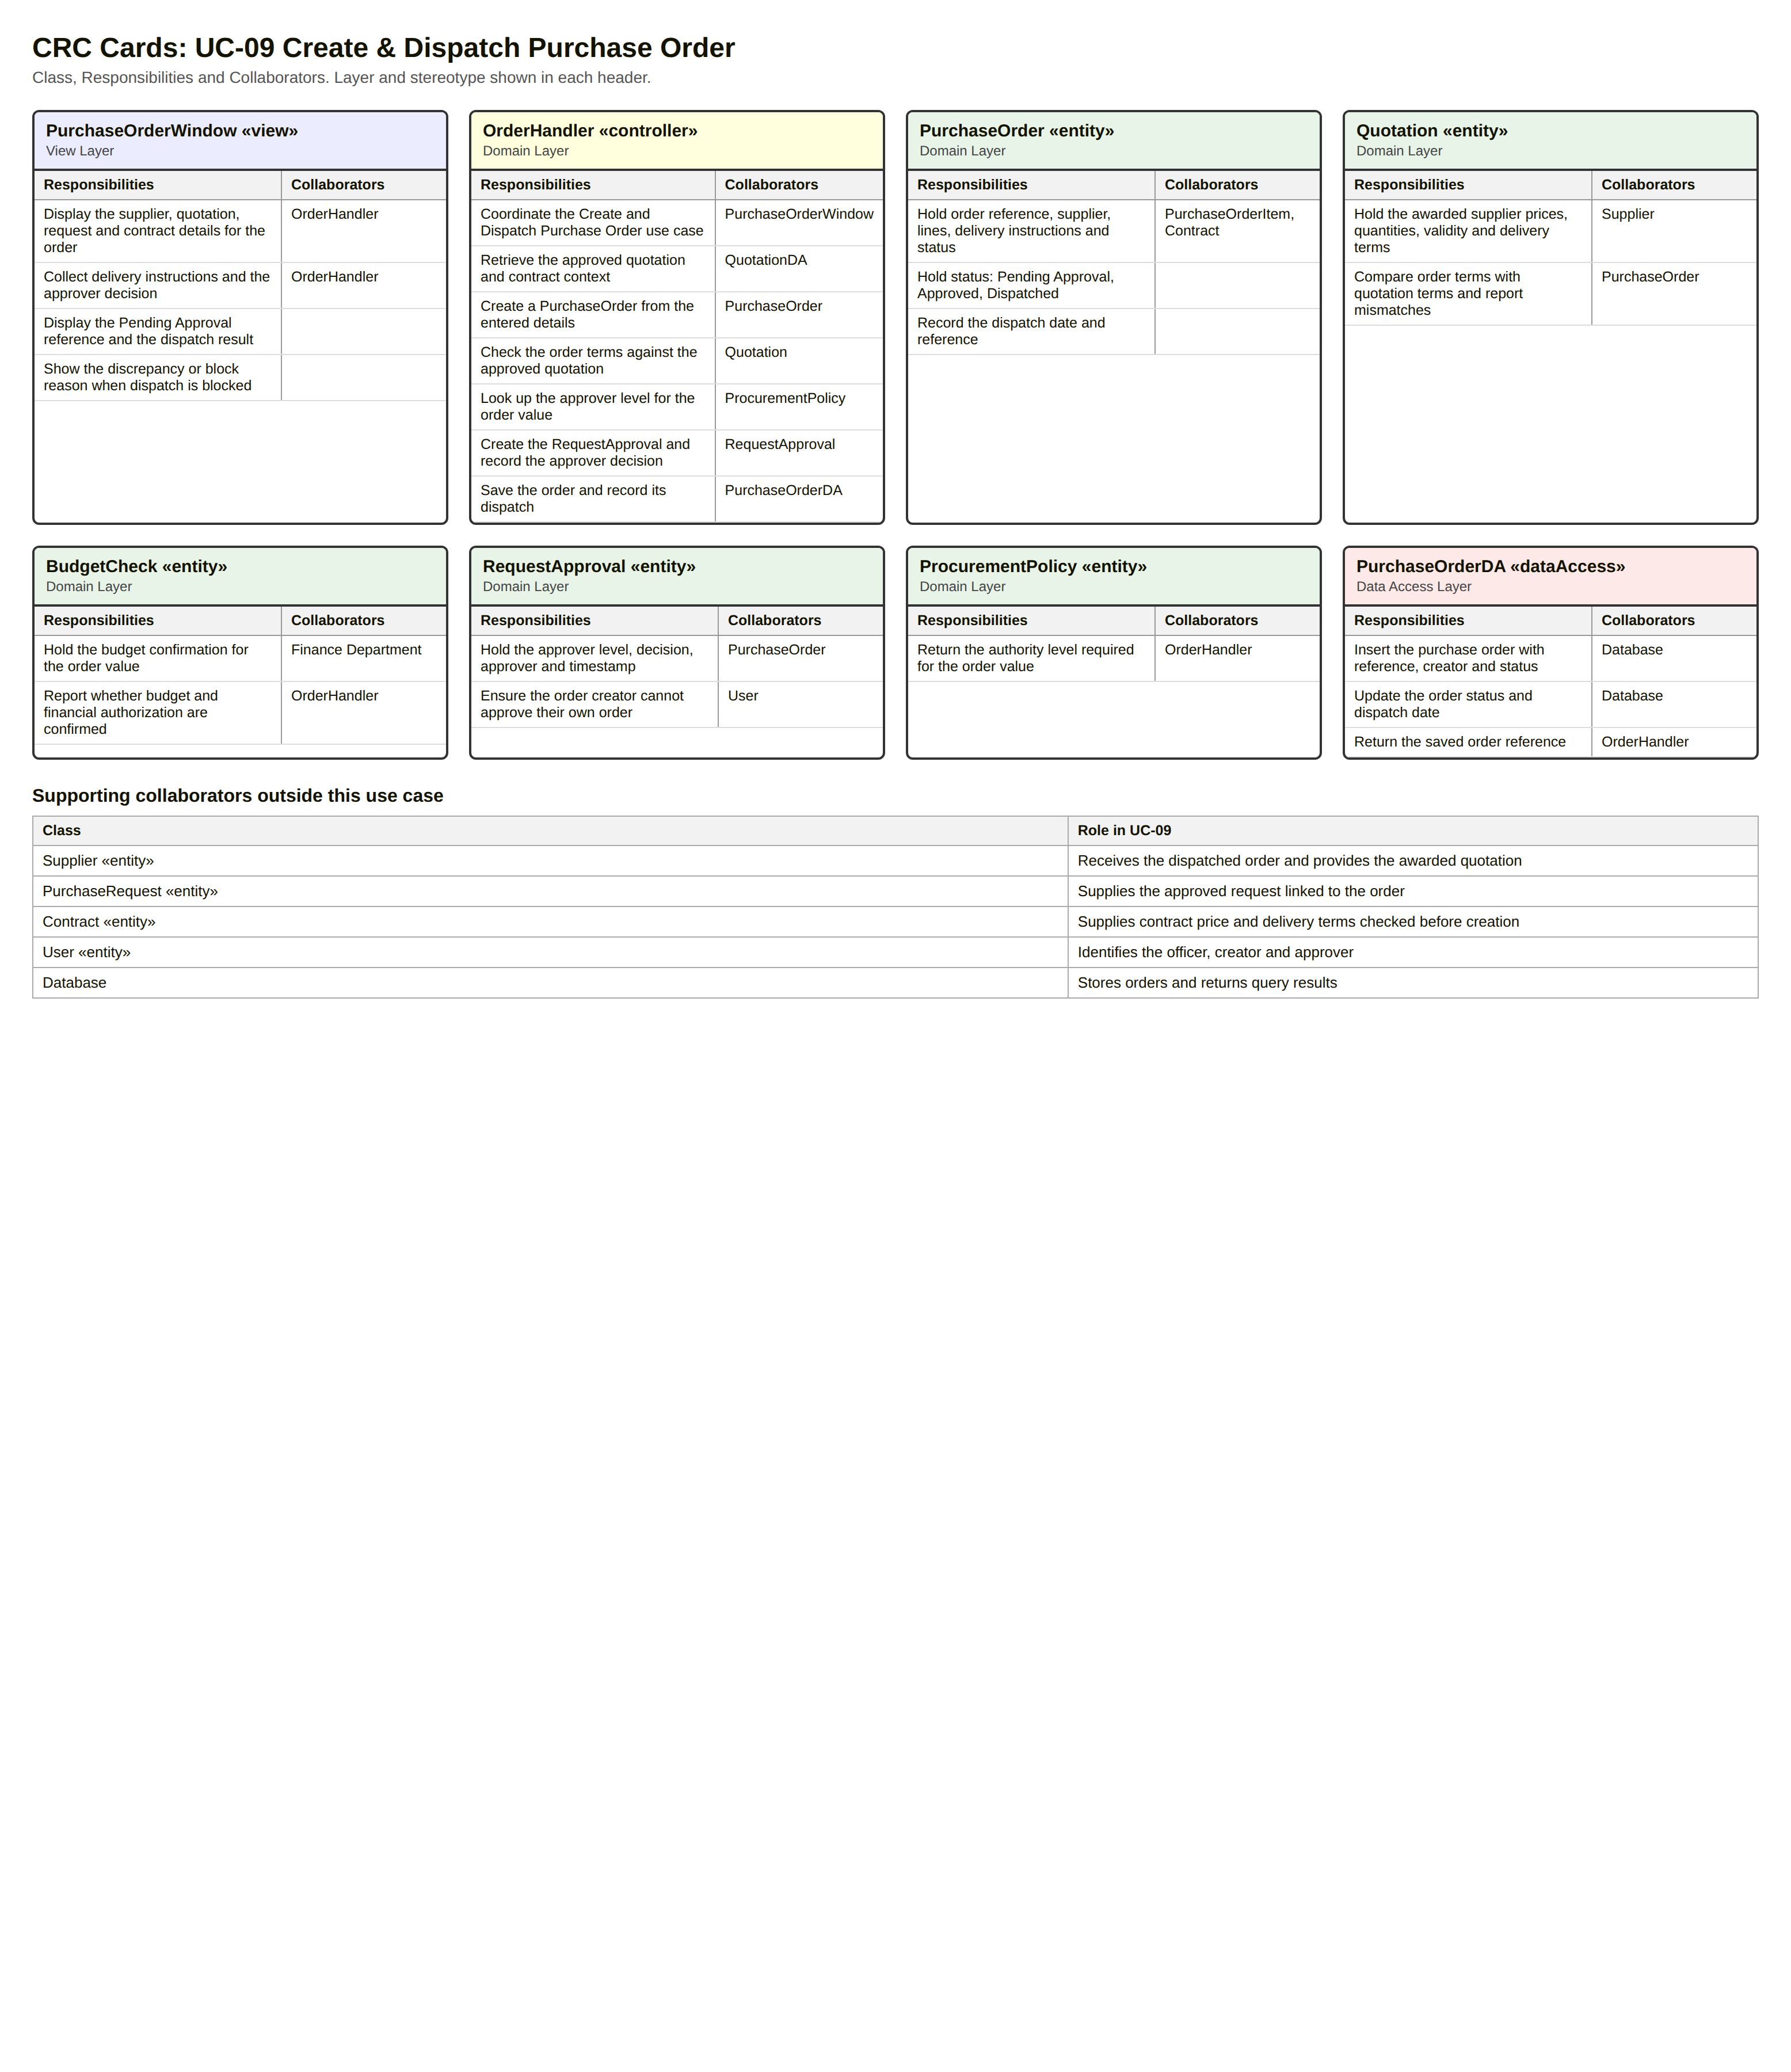 CRC Cards: UC-09 Create & Dispatch Purchase Order
Class, Responsibilities and Collaborators. Layer and stereotype shown in each header.
PurchaseOrderWindow «view»
View Layer
Responsibilities
Collaborators
Display the supplier, quotation,
request and contract details for the
order
OrderHandler
Collect delivery instructions and the
approver decision
OrderHandler
Display the Pending Approval
reference and the dispatch result
Show the discrepancy or block
reason when dispatch is blocked
OrderHandler «controller»
Domain Layer
Responsibilities
Collaborators
Coordinate the Create and
Dispatch Purchase Order use case
PurchaseOrderWindow
Retrieve the approved quotation
and contract context
QuotationDA
Create a PurchaseOrder from the
entered details
PurchaseOrder
Check the order terms against the
approved quotation
Quotation
Look up the approver level for the
order value
ProcurementPolicy
Create the RequestApproval and
record the approver decision
RequestApproval
Save the order and record its
dispatch
PurchaseOrderDA
PurchaseOrder «entity»
Domain Layer
Responsibilities
Collaborators
Hold order reference, supplier,
lines, delivery instructions and
status
PurchaseOrderItem,
Contract
Hold status: Pending Approval,
Approved, Dispatched
Record the dispatch date and
reference
Quotation «entity»
Domain Layer
Responsibilities
Collaborators
Hold the awarded supplier prices,
quantities, validity and delivery
terms
Supplier
Compare order terms with
quotation terms and report
mismatches
PurchaseOrder
BudgetCheck «entity»
Domain Layer
Responsibilities
Collaborators
Hold the budget confirmation for
the order value
Finance Department
Report whether budget and
financial authorization are
confirmed
OrderHandler
RequestApproval «entity»
Domain Layer
Responsibilities
Collaborators
Hold the approver level, decision,
approver and timestamp
PurchaseOrder
Ensure the order creator cannot
approve their own order
User
ProcurementPolicy «entity»
Domain Layer
Responsibilities
Collaborators
Return the authority level required
for the order value
OrderHandler
PurchaseOrderDA «dataAccess»
Data Access Layer
Responsibilities
Collaborators
Insert the purchase order with
reference, creator and status
Database
Update the order status and
dispatch date
Database
Return the saved order reference
OrderHandler
Supporting collaborators outside this use case
Class
Role in UC-09
Supplier «entity»
Receives the dispatched order and provides the awarded quotation
PurchaseRequest «entity»
Supplies the approved request linked to the order
Contract «entity»
Supplies contract price and delivery terms checked before creation
User «entity»
Identifies the officer, creator and approver
Database
Stores orders and returns query results